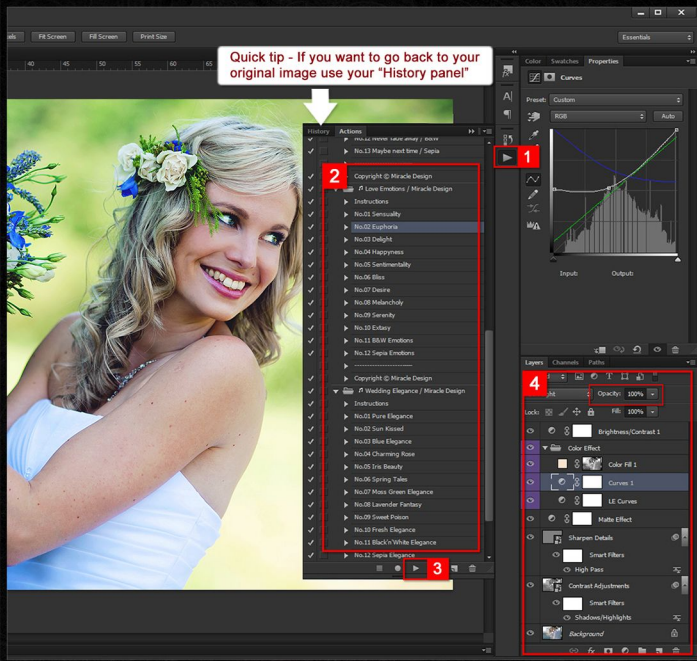 Fit Screen
Fill Screen
Print Size
Essentials
40
45
50
55
60
65
Quick tip - If you want to go back to your
original image use your “History panel”
History
Actions
No.12 Never fade away / B&W
No.13 Maybe next time / Sepia
2
Copyright © Miracle Design
Love Emotions / Miracle Design
Instructions
No.01 Sensuality
No.02 Euphoria
No.03 Delight
No.04 Happyness
No.05 Sentimentality
No.06 Bliss
No.07 Desire
No.08 Melancholy
No.09 Serenity
No.10 Extasy
No.11 B&W Emotions
No.12 Sepia Emotions
------------------------
Copyright © Miracle Design
Wedding Elegance / Miracle Design
Instructions
No.01 Pure Elegance
No.02 Sun Kissed
No.03 Blue Elegance
No.04 Charming Rose
No.05 Iris Beauty
No.06 Spring Tales
No.07 Moss Green Elegance
No.08 Lavender Fantasy
No.09 Sweet Poison
No.10 Fresh Elegance
No.11 Black'n'White Elegance
No.12 Sepia Elegance
3
1
Color
Swatches
Properties
Curves
Preset:
Custom
RGB
Auto
Input:
Output:
Layers
Channels
Paths
4
Opacity:
100%
Lock:
Fill:
100%
Brightness/Contrast 1
Color Effect
Color Fill 1
Curves 1
LE Curves
Matte Effect
Sharpen Details
Smart Filters
High Pass
Contrast Adjustments
Smart Filters
Shadows/Highlights
Background